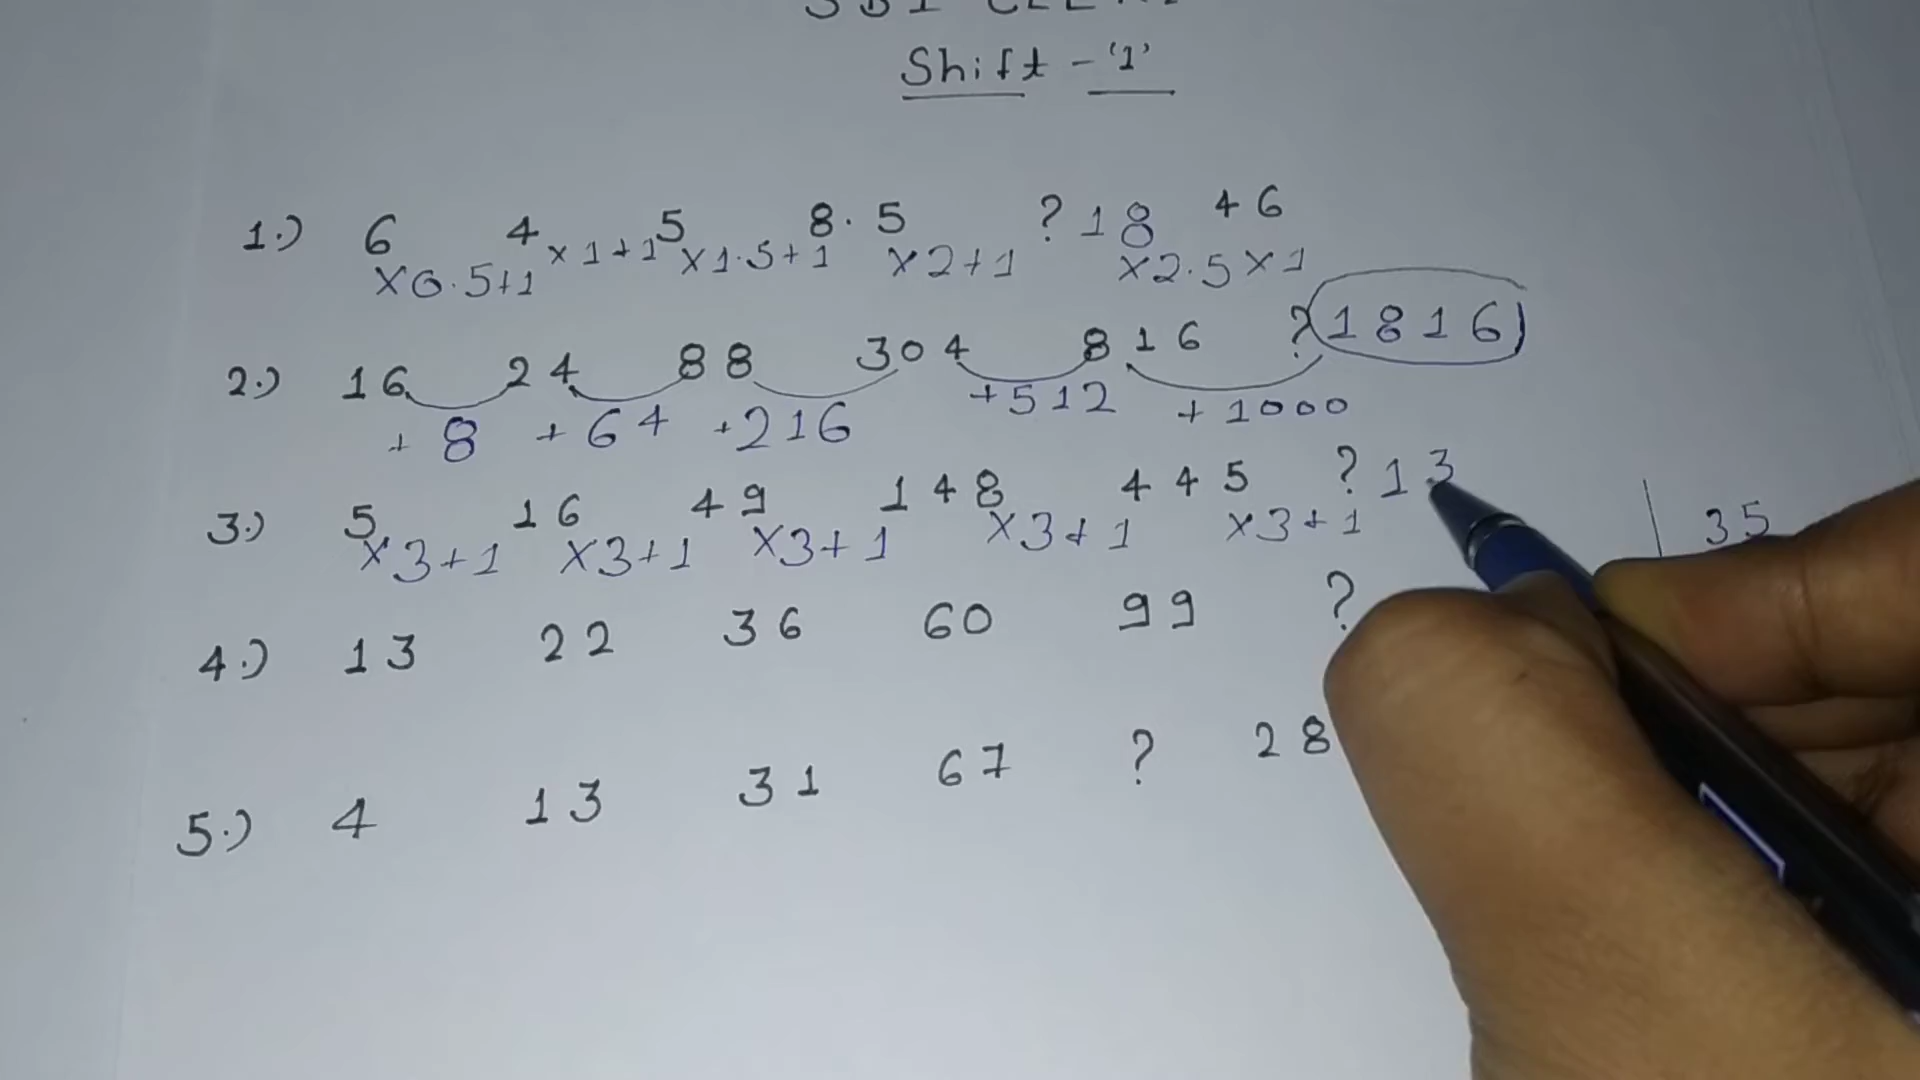 Shift - '1'
1.) 6 4 5 8.5 ? 18 46
×0.5+1 ×1+1 ×1.5+1 ×2+1 ×2.5×1
2.) 16 24 88 304 816 ? 1816
+8 +64 +216 +512 +1000
3.) 5 16 49 148 445 ? 13
×3+1 ×3+1 ×3+1 ×3+1 ×3+1
35
4.) 13 22 36 60 99 ?
5.) 4 13 31 67 ? 28